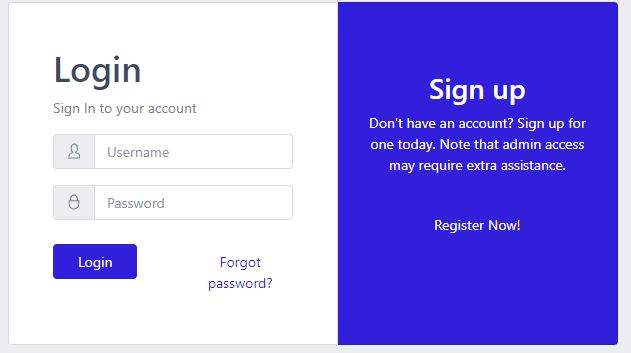 Login
Sign In to your account
Username
Password
Login
Forgot
password?
Sign up
Don't have an account? Sign up for
one today. Note that admin access
may require extra assistance.
Register Now!